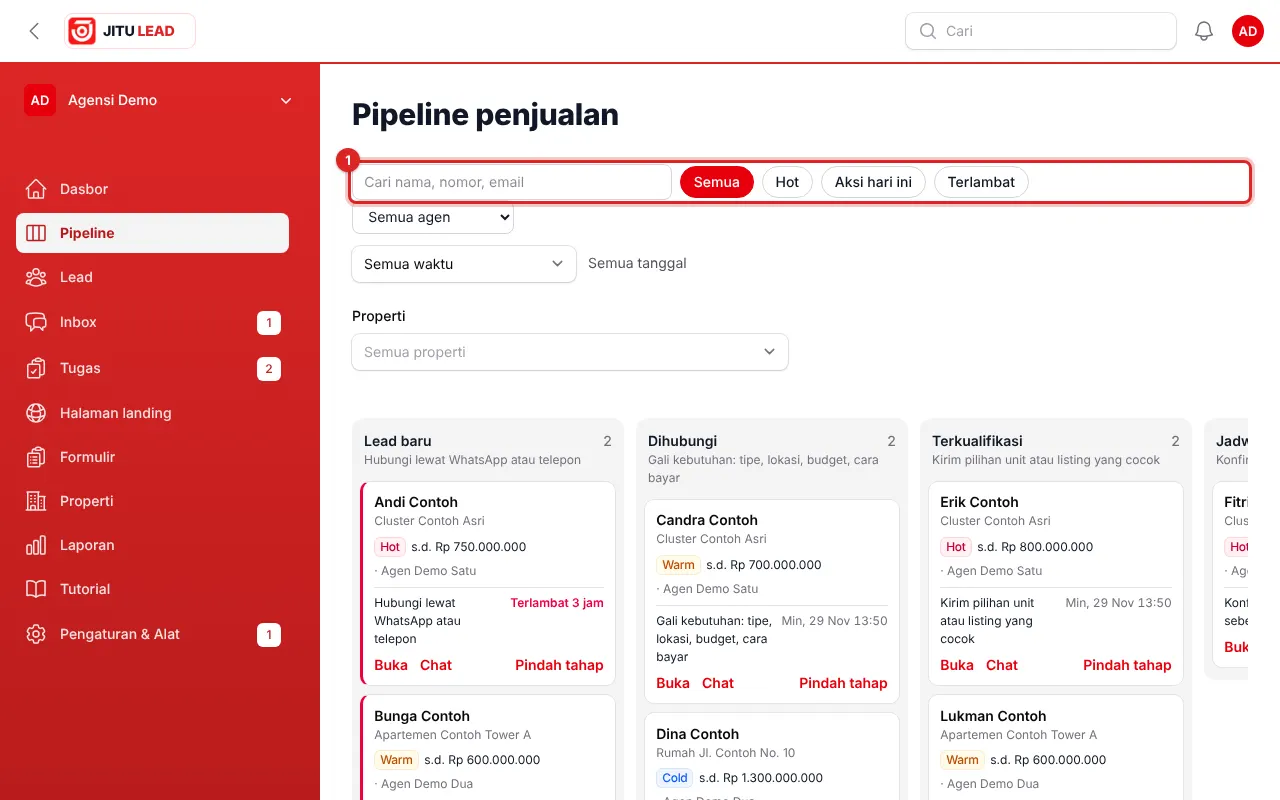 JITU LEAD
Cari
AD
AD
Agensi Demo
Dasbor
Pipeline
Lead
Inbox
1
Tugas
2
Halaman landing
Formulir
Properti
Laporan
Tutorial
Pengaturan & Alat
1
Pipeline penjualan
1
Cari nama, nomor, email
Semua
Hot
Aksi hari ini
Terlambat
Semua agen
Semua waktu
Semua tanggal
Properti
Semua properti
Lead baru
2
Hubungi lewat WhatsApp atau telepon
Andi Contoh
Cluster Contoh Asri
Hot s.d. Rp 750.000.000
· Agen Demo Satu
Hubungi lewat
WhatsApp atau
telepon
Terlambat 3 jam
Buka Chat Pindah tahap
Bunga Contoh
Apartemen Contoh Tower A
Warm s.d. Rp 600.000.000
· Agen Demo Dua
Dihubungi
2
Gali kebutuhan: tipe, lokasi, budget, cara
bayar
Candra Contoh
Cluster Contoh Asri
Warm s.d. Rp 700.000.000
· Agen Demo Satu
Gali kebutuhan: tipe,
lokasi, budget, cara
bayar
Min, 29 Nov 13:50
Buka Chat Pindah tahap
Dina Contoh
Rumah Jl. Contoh No. 10
Cold s.d. Rp 1.300.000.000
Terkualifikasi
2
Kirim pilihan unit atau listing yang cocok
Erik Contoh
Cluster Contoh Asri
Hot s.d. Rp 800.000.000
· Agen Demo Satu
Kirim pilihan unit
atau listing yang
cocok
Min, 29 Nov 13:50
Buka Chat Pindah tahap
Lukman Contoh
Apartemen Contoh Tower A
Warm s.d. Rp 600.000.000
· Agen Demo Dua